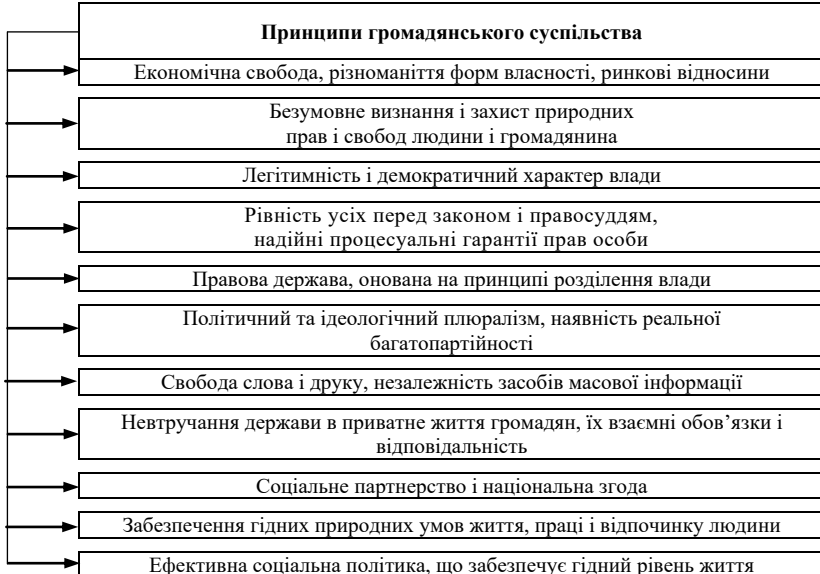 Принципи громадянського суспільства
Економічна свобода, різноманіття форм власності, ринкові відносини
Безумовне визнання і захист природних
прав і свобод людини і громадянина
Легітимність і демократичний характер влади
Рівність усіх перед законом і правосуддям,
надійні процесуальні гарантії прав особи
Правова держава, онована на принципі розділення влади
Політичний та ідеологічний плюралізм, наявність реальної
багатопартійності
Свобода слова і друку, незалежність засобів масової інформації
Невтручання держави в приватне життя громадян, їх взаємні обов’язки і
відповідальність
Соціальне партнерство і національна згода
Забезпечення гідних природних умов життя, праці і відпочинку людини
Ефективна соціальна політика, що забезпечує гідний рівень життя